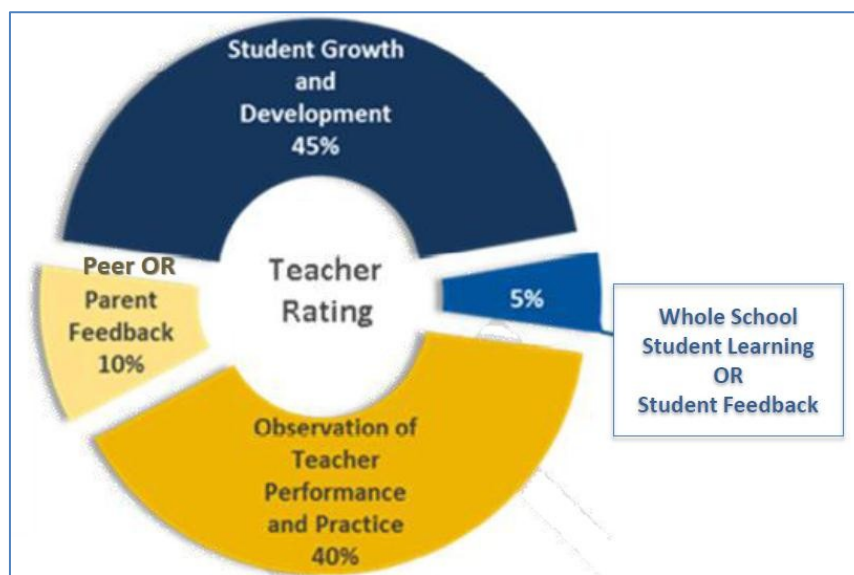 Student Growth
and
Development
45%
Peer OR
Parent
Feedback
10%
Teacher
Rating
5%
Whole School
Student Learning
OR
Student Feedback
Observation of
Teacher
Performance
and Practice
40%